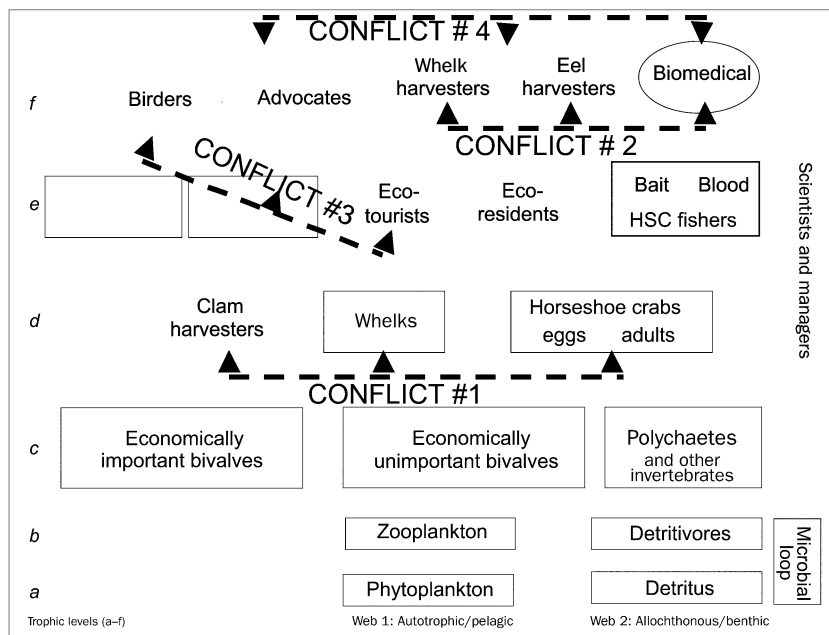 CONFLICT # 4
f
Birders
Advocates
Whelk
harvesters
Eel
harvesters
Biomedical
CONFLICT # 2
CONFLICT #3
e
Eco-
tourists
Eco-
residents
Bait Blood
HSC fishers
Scientists and managers
d
Clam
harvesters
Whelks
Horseshoe crabs
eggs adults
CONFLICT #1
c
Economically
important bivalves
Economically
unimportant bivalves
Polychaetes
and other
invertebrates
b
Zooplankton
Detritivores
Microbial
loop
a
Phytoplankton
Detritus
Trophic levels (a–f)
Web 1: Autotrophic/pelagic
Web 2: Allochthonous/benthic